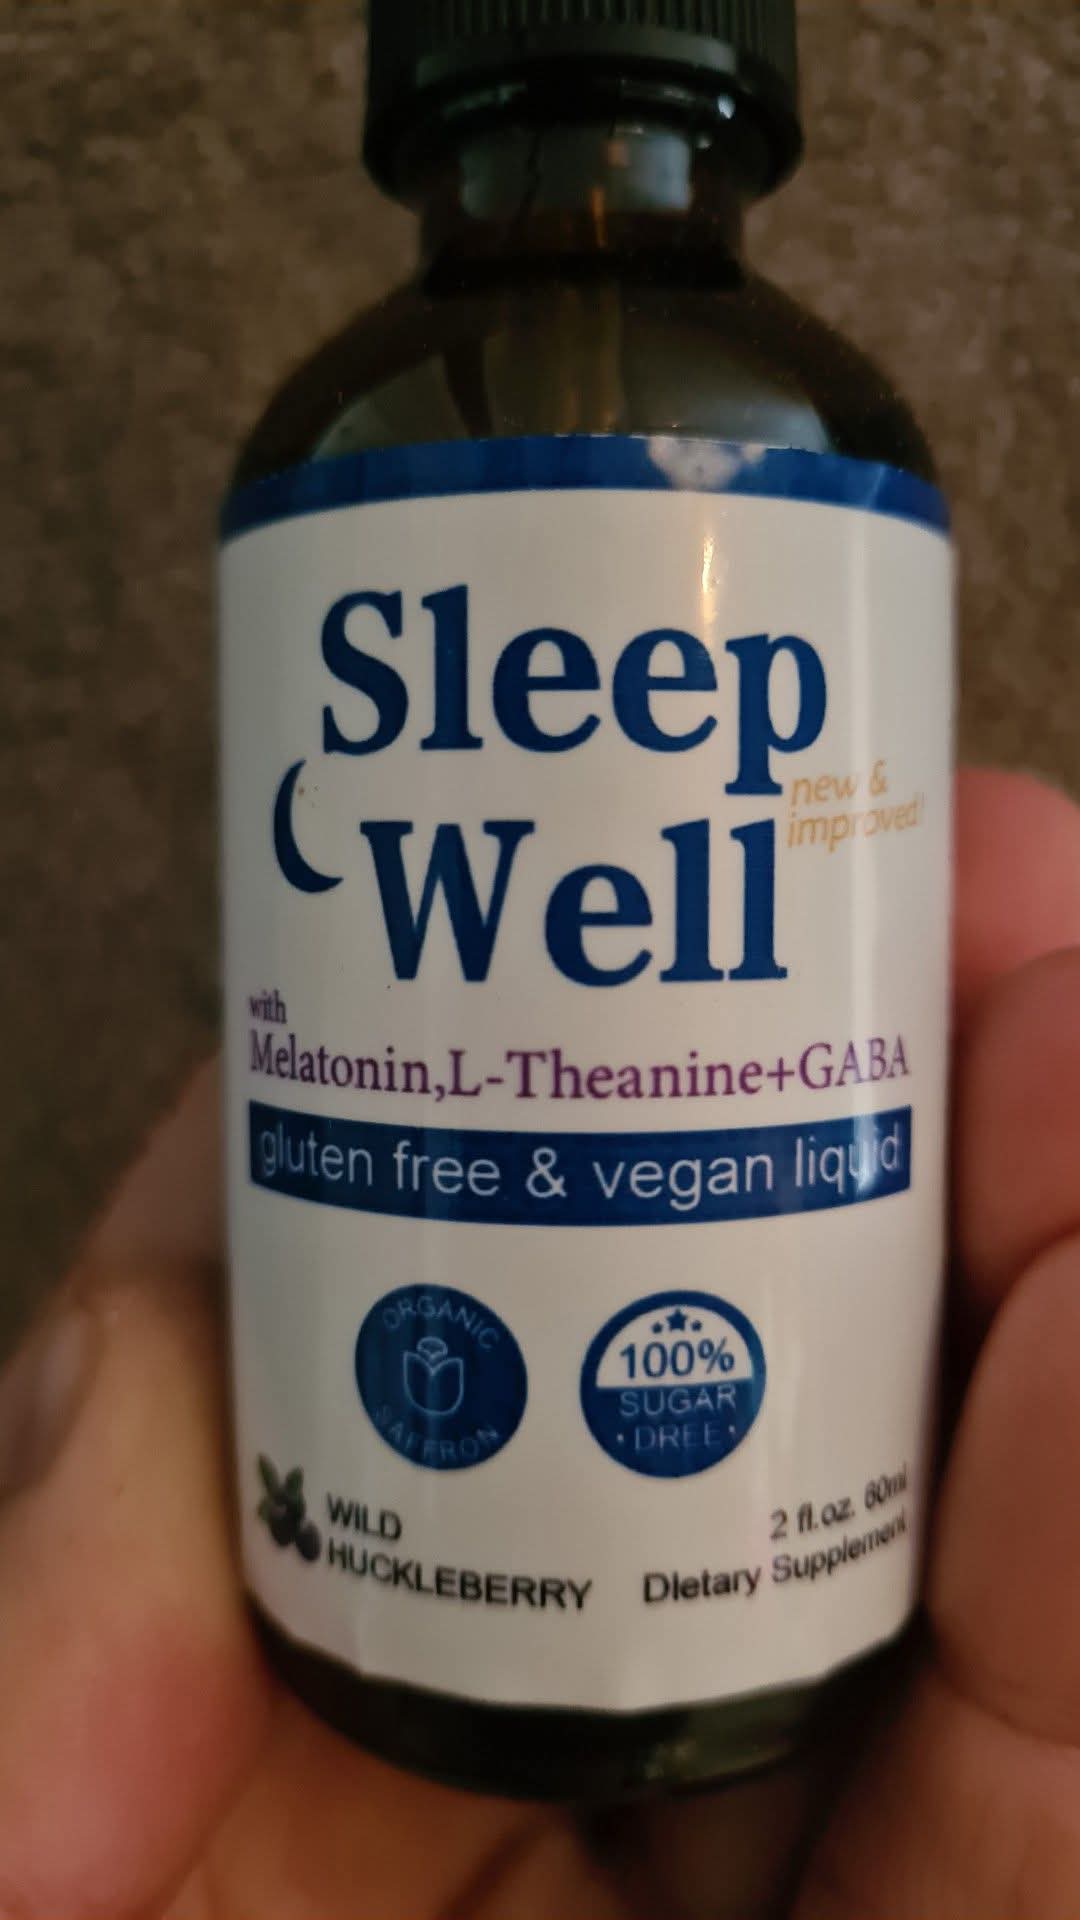 Sleep
Well
new &
improved!
with
Melatonin,L-Theanine+GABA
gluten free & vegan liquid
ORGANIC
SAFFRON
100%
SUGAR
DREE
WILD
HUCKLEBERRY
2 fl.oz. 60ml
Dletary Supplement